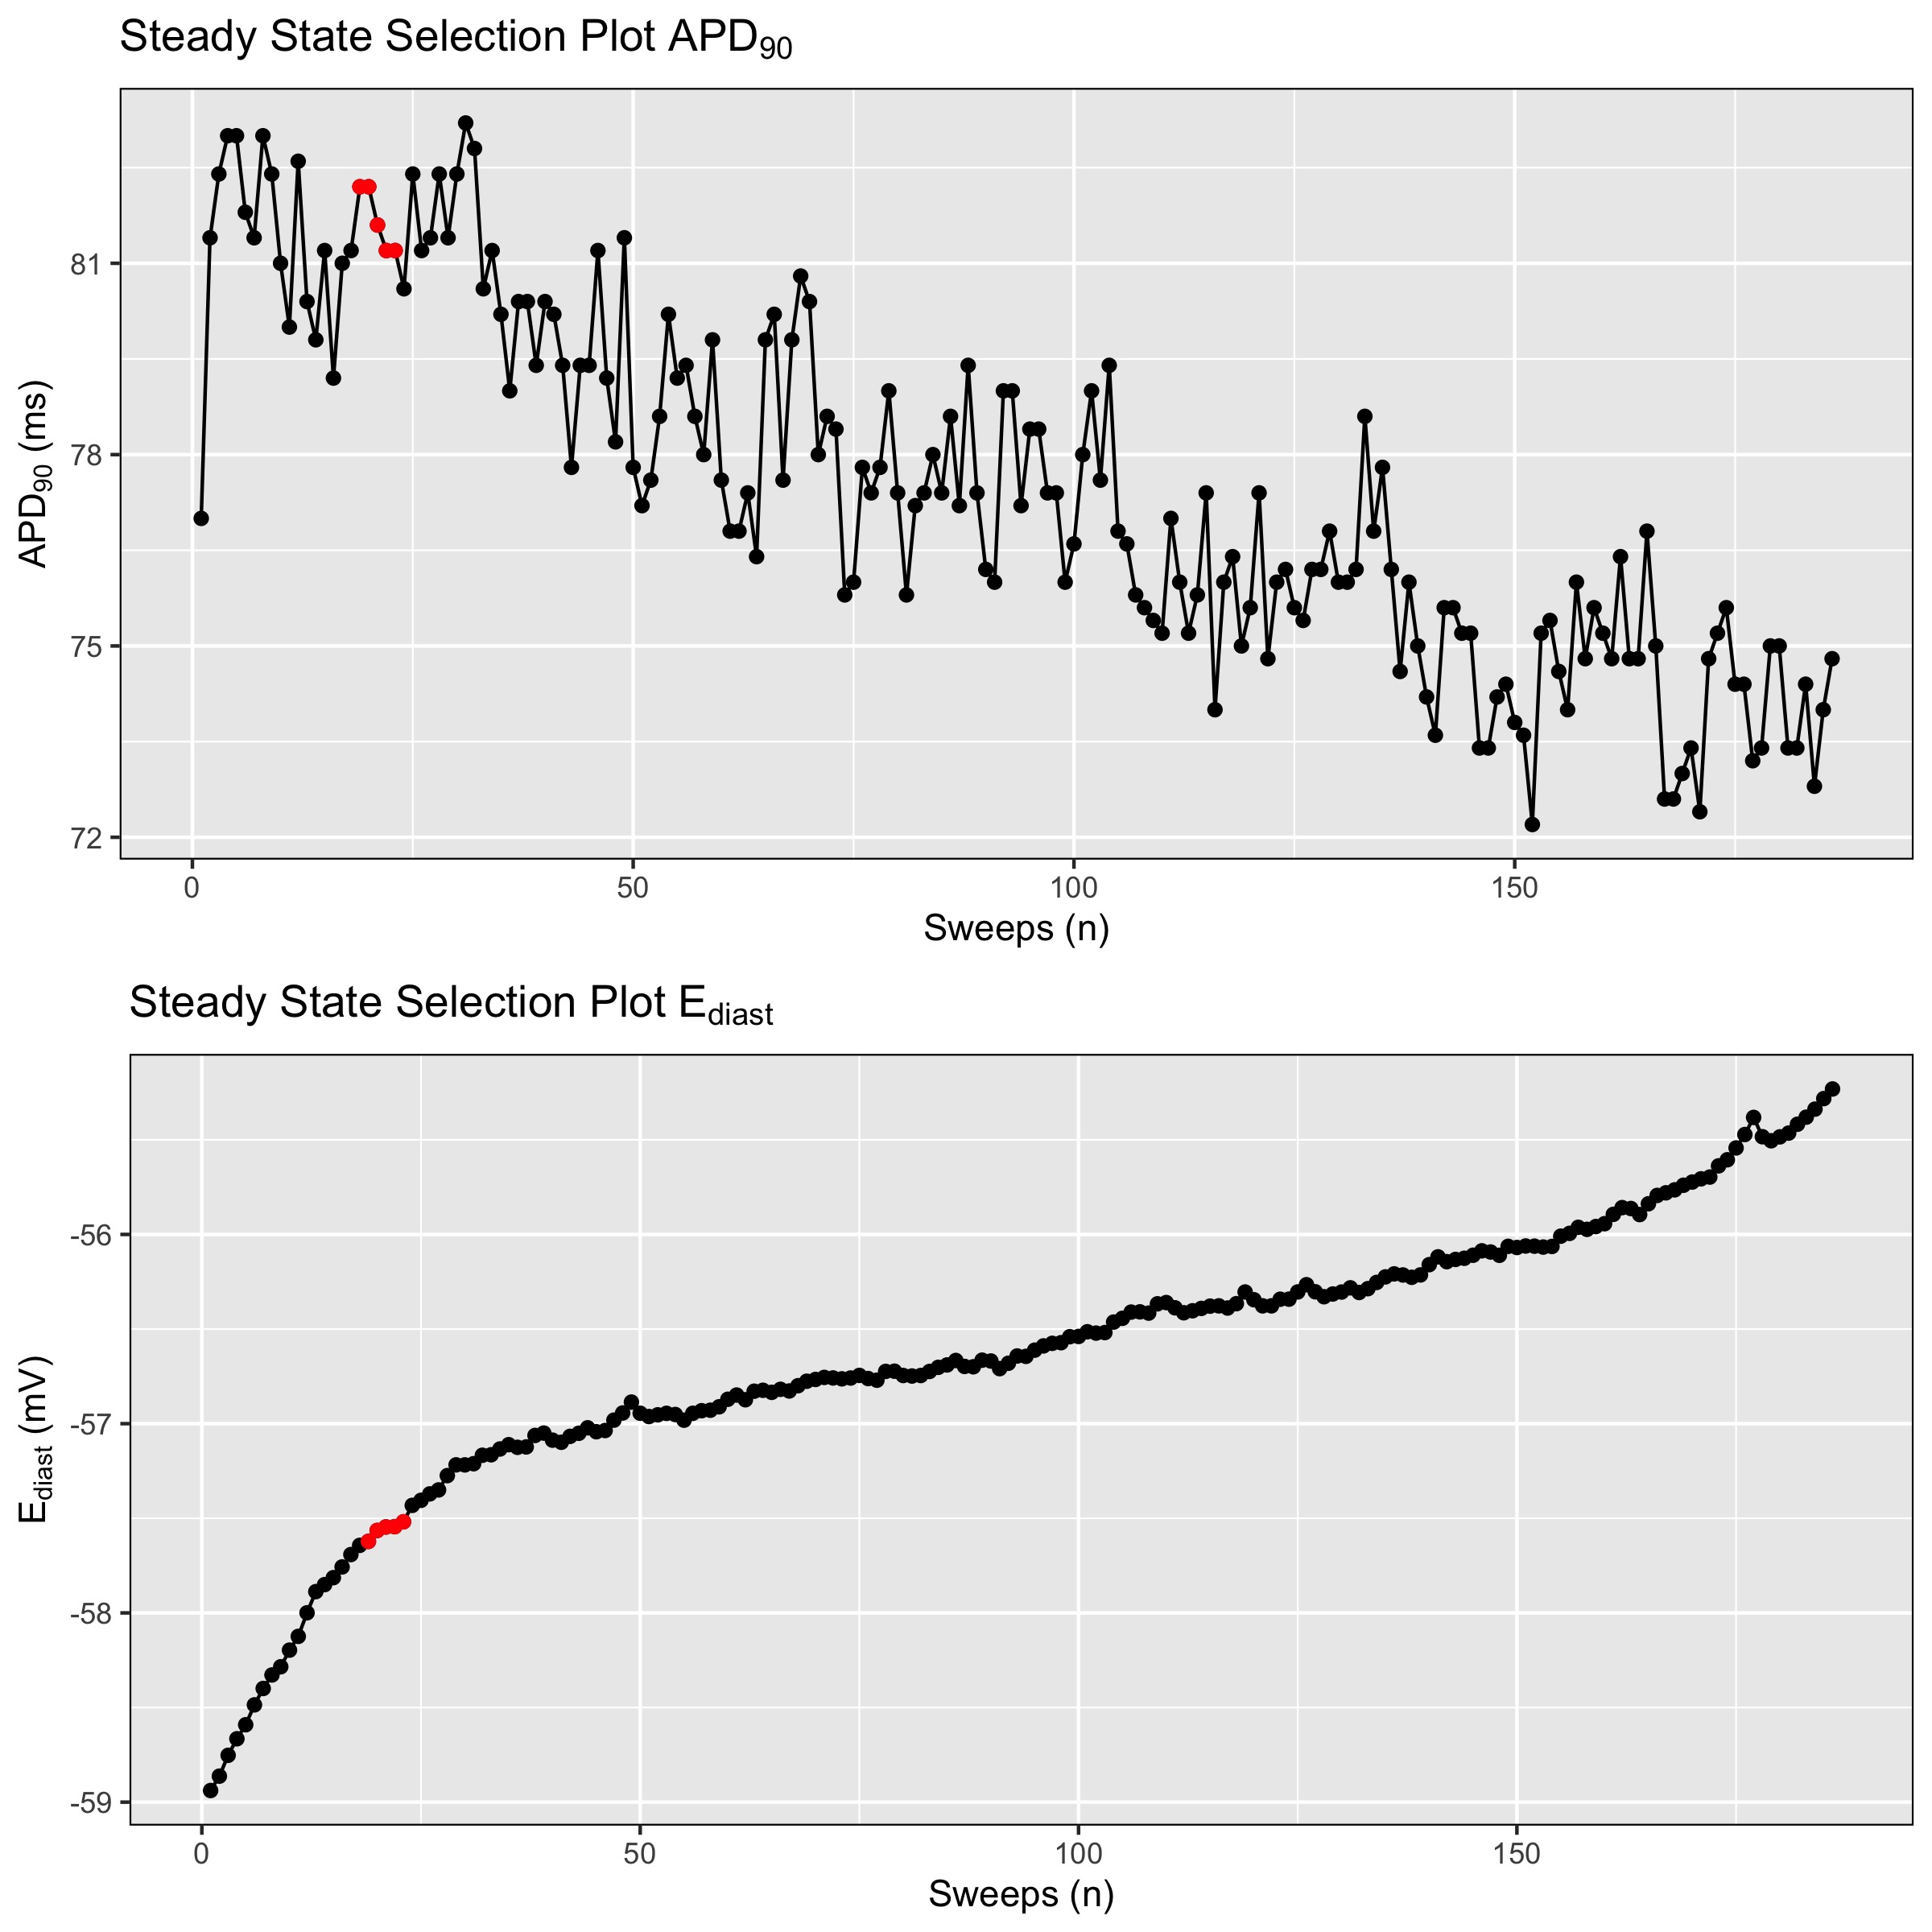 Steady State Selection Plot APD90
81
78
75
72
APD90 (ms)
0 50 100 150
Sweeps (n)
Steady State Selection Plot Ediast
-56
-57
-58
-59
Ediast (mV)
0 50 100 150
Sweeps (n)